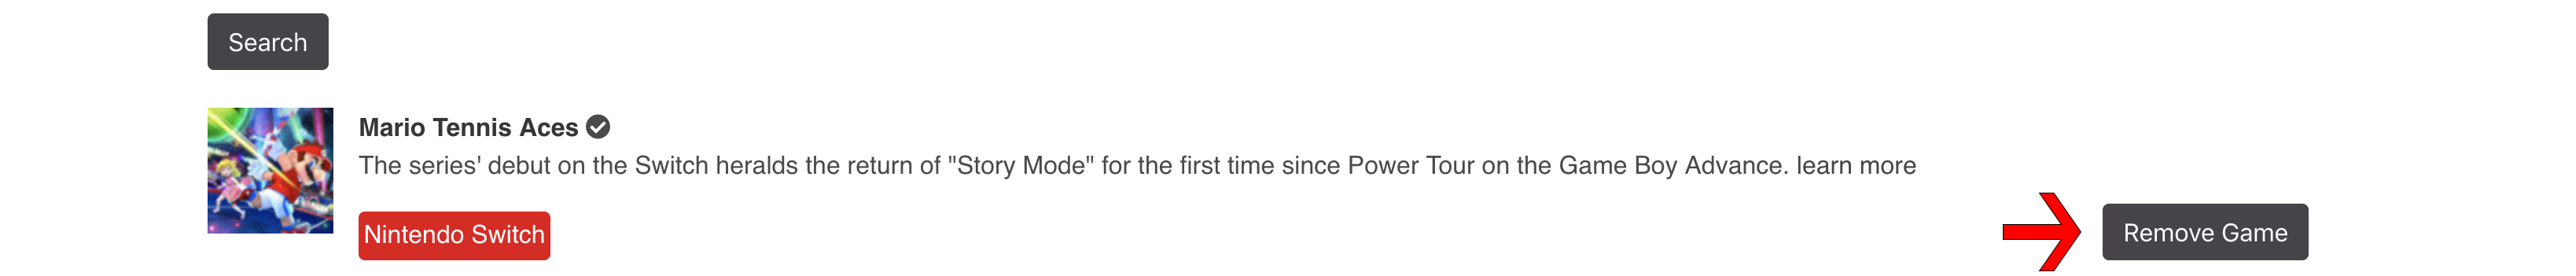 Search
Mario Tennis Aces
The series' debut on the Switch heralds the return of "Story Mode" for the first time since Power Tour on the Game Boy Advance. learn more
Nintendo Switch
Remove Game